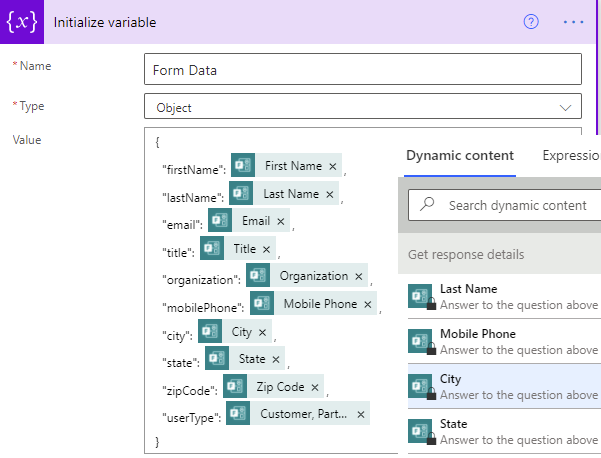 {x} Initialize variable ? ...
* Name Form Data
* Type Object
Value {
"firstName": First Name × ,
"lastName": Last Name × ,
"email": Email × ,
"title": Title × ,
"organization": Organization × ,
"mobilePhone": Mobile Phone × ,
"city": City × ,
"state": State × ,
"zipCode": Zip Code × ,
"userType": Customer, Part... ×
}
Dynamic content Expression
Search dynamic content
Get response details
Last Name
Answer to the question above
Mobile Phone
Answer to the question above
City
Answer to the question above
State
Answer to the question above